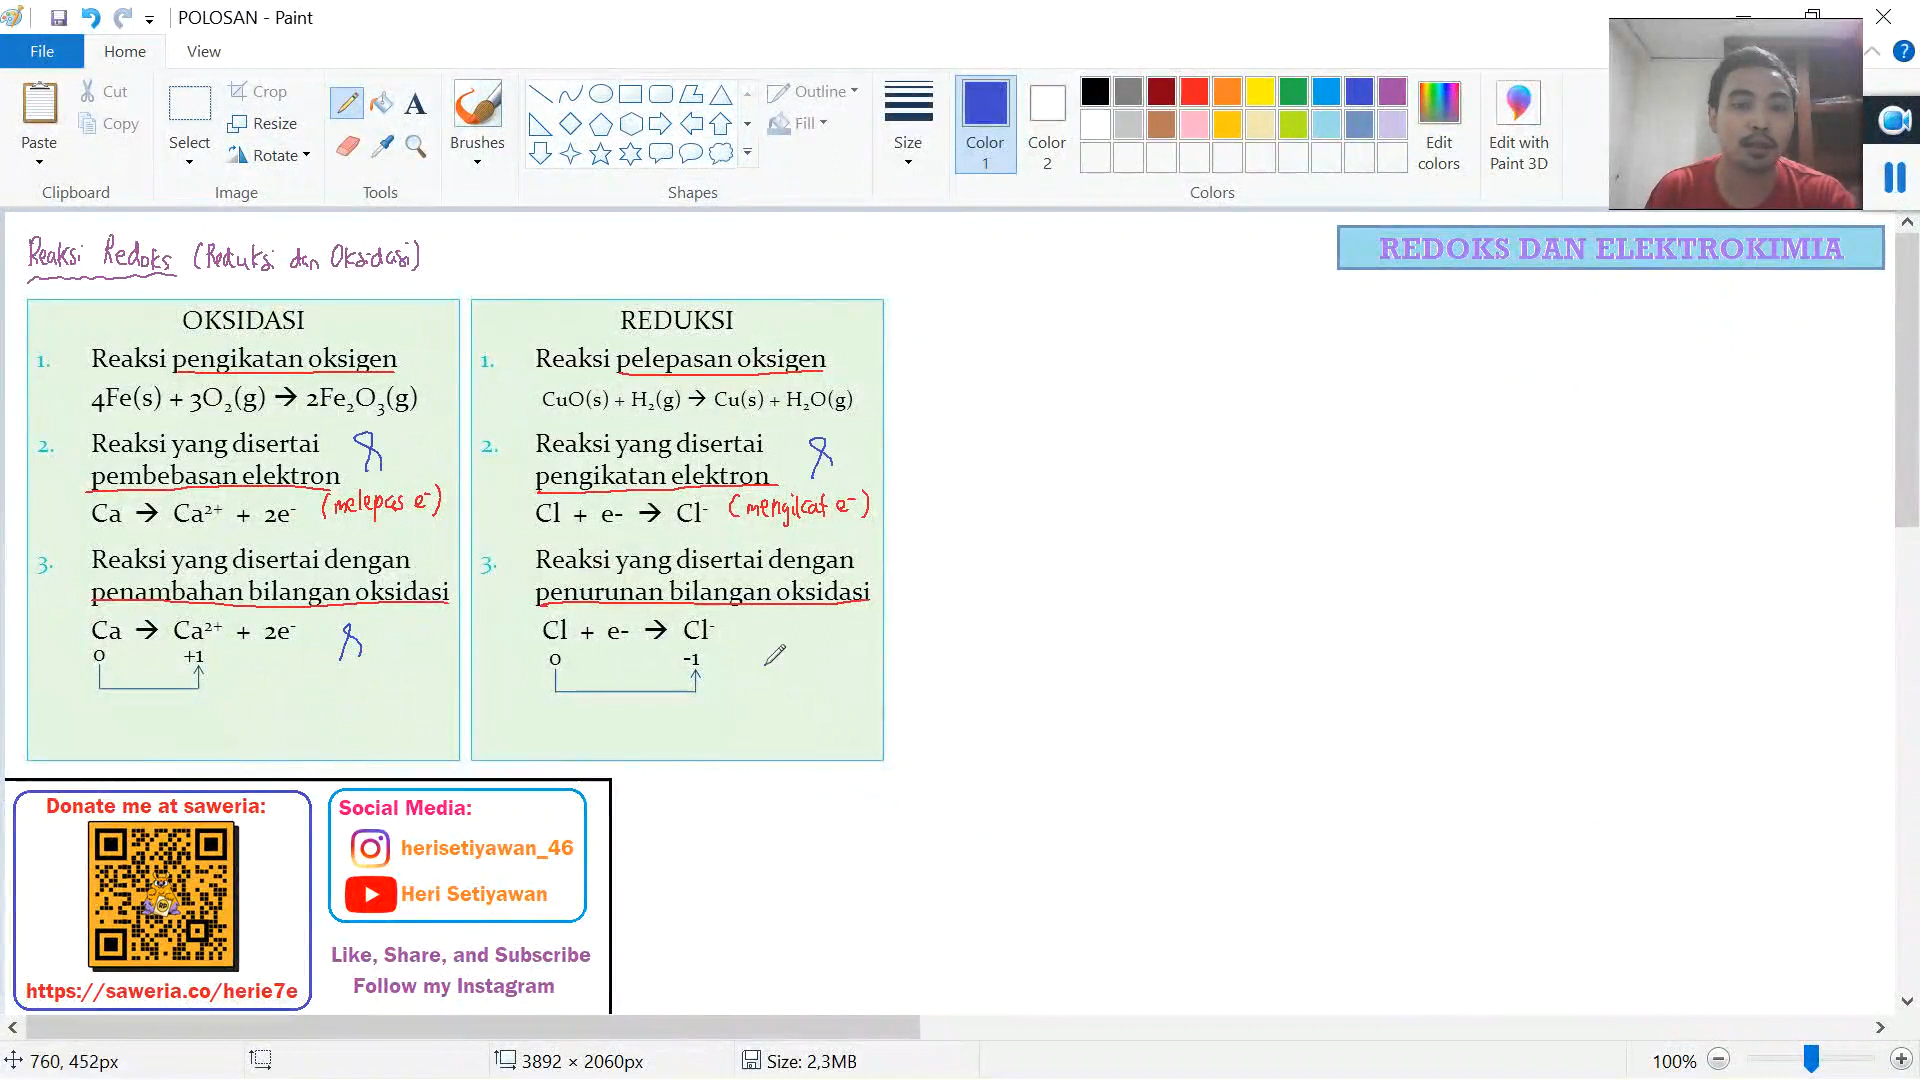 POLOSAN - Paint
File Home View
Paste
Cut
Copy
Clipboard
Select
Crop
Resize
Rotate
Image
Tools
Brushes
Outline
Fill
Shapes
Size
Color 1
Color 2
Edit colors
Edit with Paint 3D
Colors
Reaksi Redoks (Reduksi dan Oksidasi)
REDOKS DAN ELEKTROKIMIA
OKSIDASI
1. Reaksi pengikatan oksigen
4Fe(s) + 3O₂(g) → 2Fe₂O₃(g)
2. Reaksi yang disertai
pembebasan elektron
(melepas e⁻)
Ca → Ca²⁺ + 2e⁻
3. Reaksi yang disertai dengan
penambahan bilangan oksidasi
Ca → Ca²⁺ + 2e⁻
0 +1
REDUKSI
1. Reaksi pelepasan oksigen
CuO(s) + H₂(g) → Cu(s) + H₂O(g)
2. Reaksi yang disertai
pengikatan elektron
(mengikat e⁻)
Cl + e- → Cl⁻
3. Reaksi yang disertai dengan
penurunan bilangan oksidasi
Cl + e- → Cl⁻
0 -1
Donate me at saweria:
https://saweria.co/herie7e
Social Media:
herisetiyawan_46
Heri Setiyawan
Like, Share, and Subscribe
Follow my Instagram
760, 452px
3892 × 2060px
Size: 2,3MB
100%